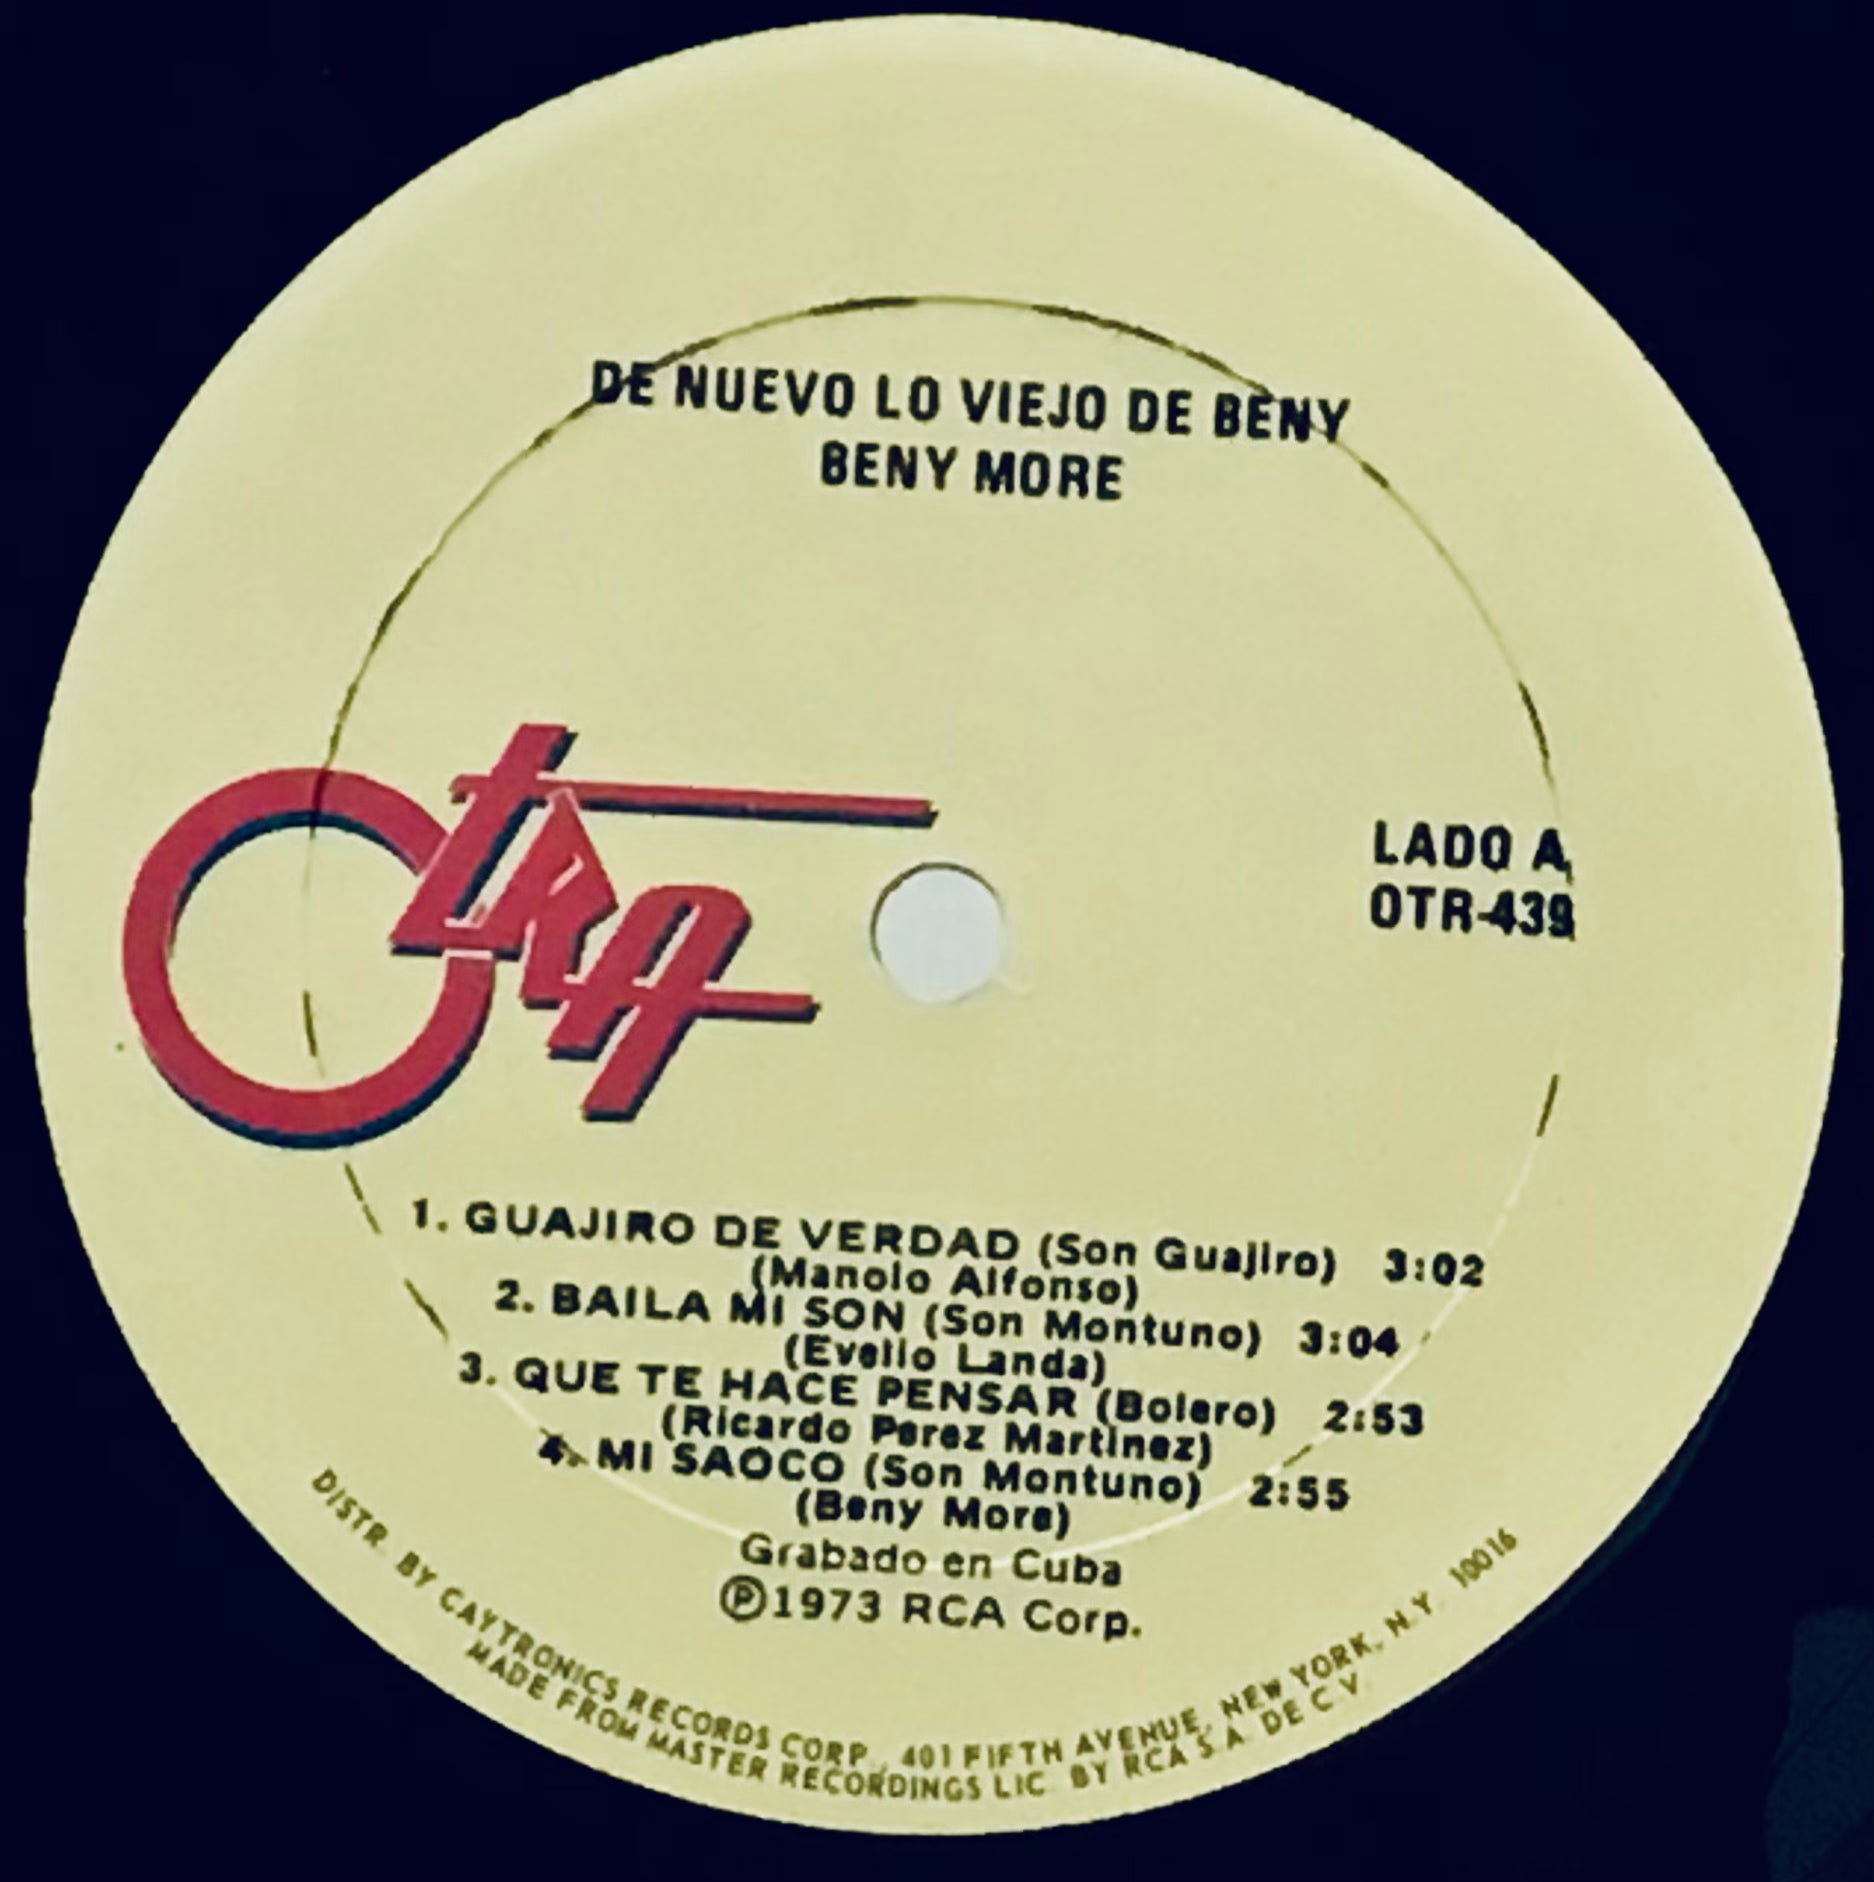 DE NUEVO LO VIEJO DE BENY
BENY MORE
OtRA
LADO A
OTR-439
1. GUAJIRO DE VERDAD (Son Guajiro) 3:02
(Manolo Alfonso)
2. BAILA MI SON (Son Montuno) 3:04
(Evelio Landa)
3. QUE TE HACE PENSAR (Bolero) 2:53
(Ricardo Perez Martinez)
4. MI SAOCO (Son Montuno) 2:55
(Beny More)
Grabado en Cuba
Ⓟ1973 RCA Corp.
DISTR. BY CAYTRONICS RECORDS CORP., 401 FIFTH AVENUE, NEW YORK, N.Y. 10016
MADE FROM MASTER RECORDINGS LIC. BY RCA S.A. DE C.V.